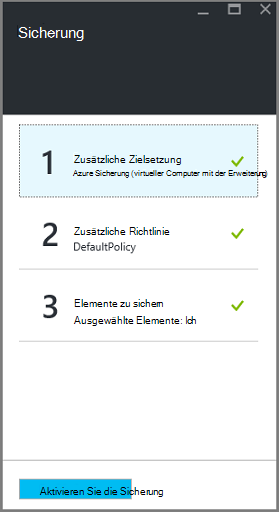 Sicherung
1
Zusätzliche Zielsetzung
Azure Sicherung (virtueller Computer mit der Erweiterung)
2
Zusätzliche Richtlinie
DefaultPolicy
3
Elemente zu sichern
Ausgewählte Elemente: Ich
Aktivieren Sie die Sicherung